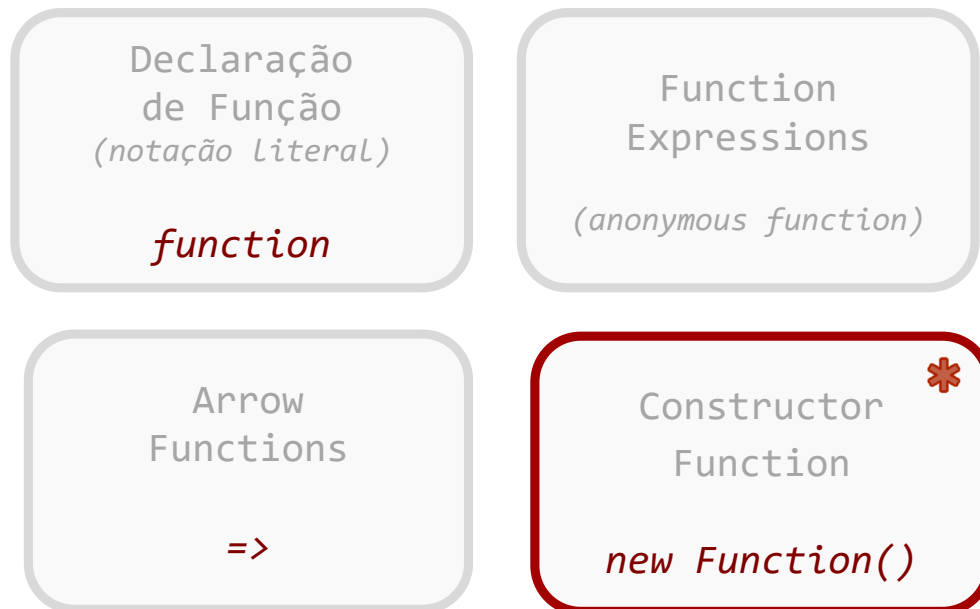 Declaração
de Função
(notação literal)
function
Function
Expressions
(anonymous function)
Arrow
Functions
=>
*
Constructor
Function
new Function()